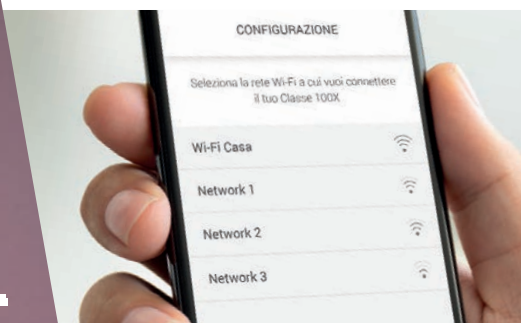 CONFIGURAZIONE
Seleziona la rete Wi-Fi a cui vuoi connettere
il tuo Classe 100X
Wi-Fi Casa
Network 1
Network 2
Network 3